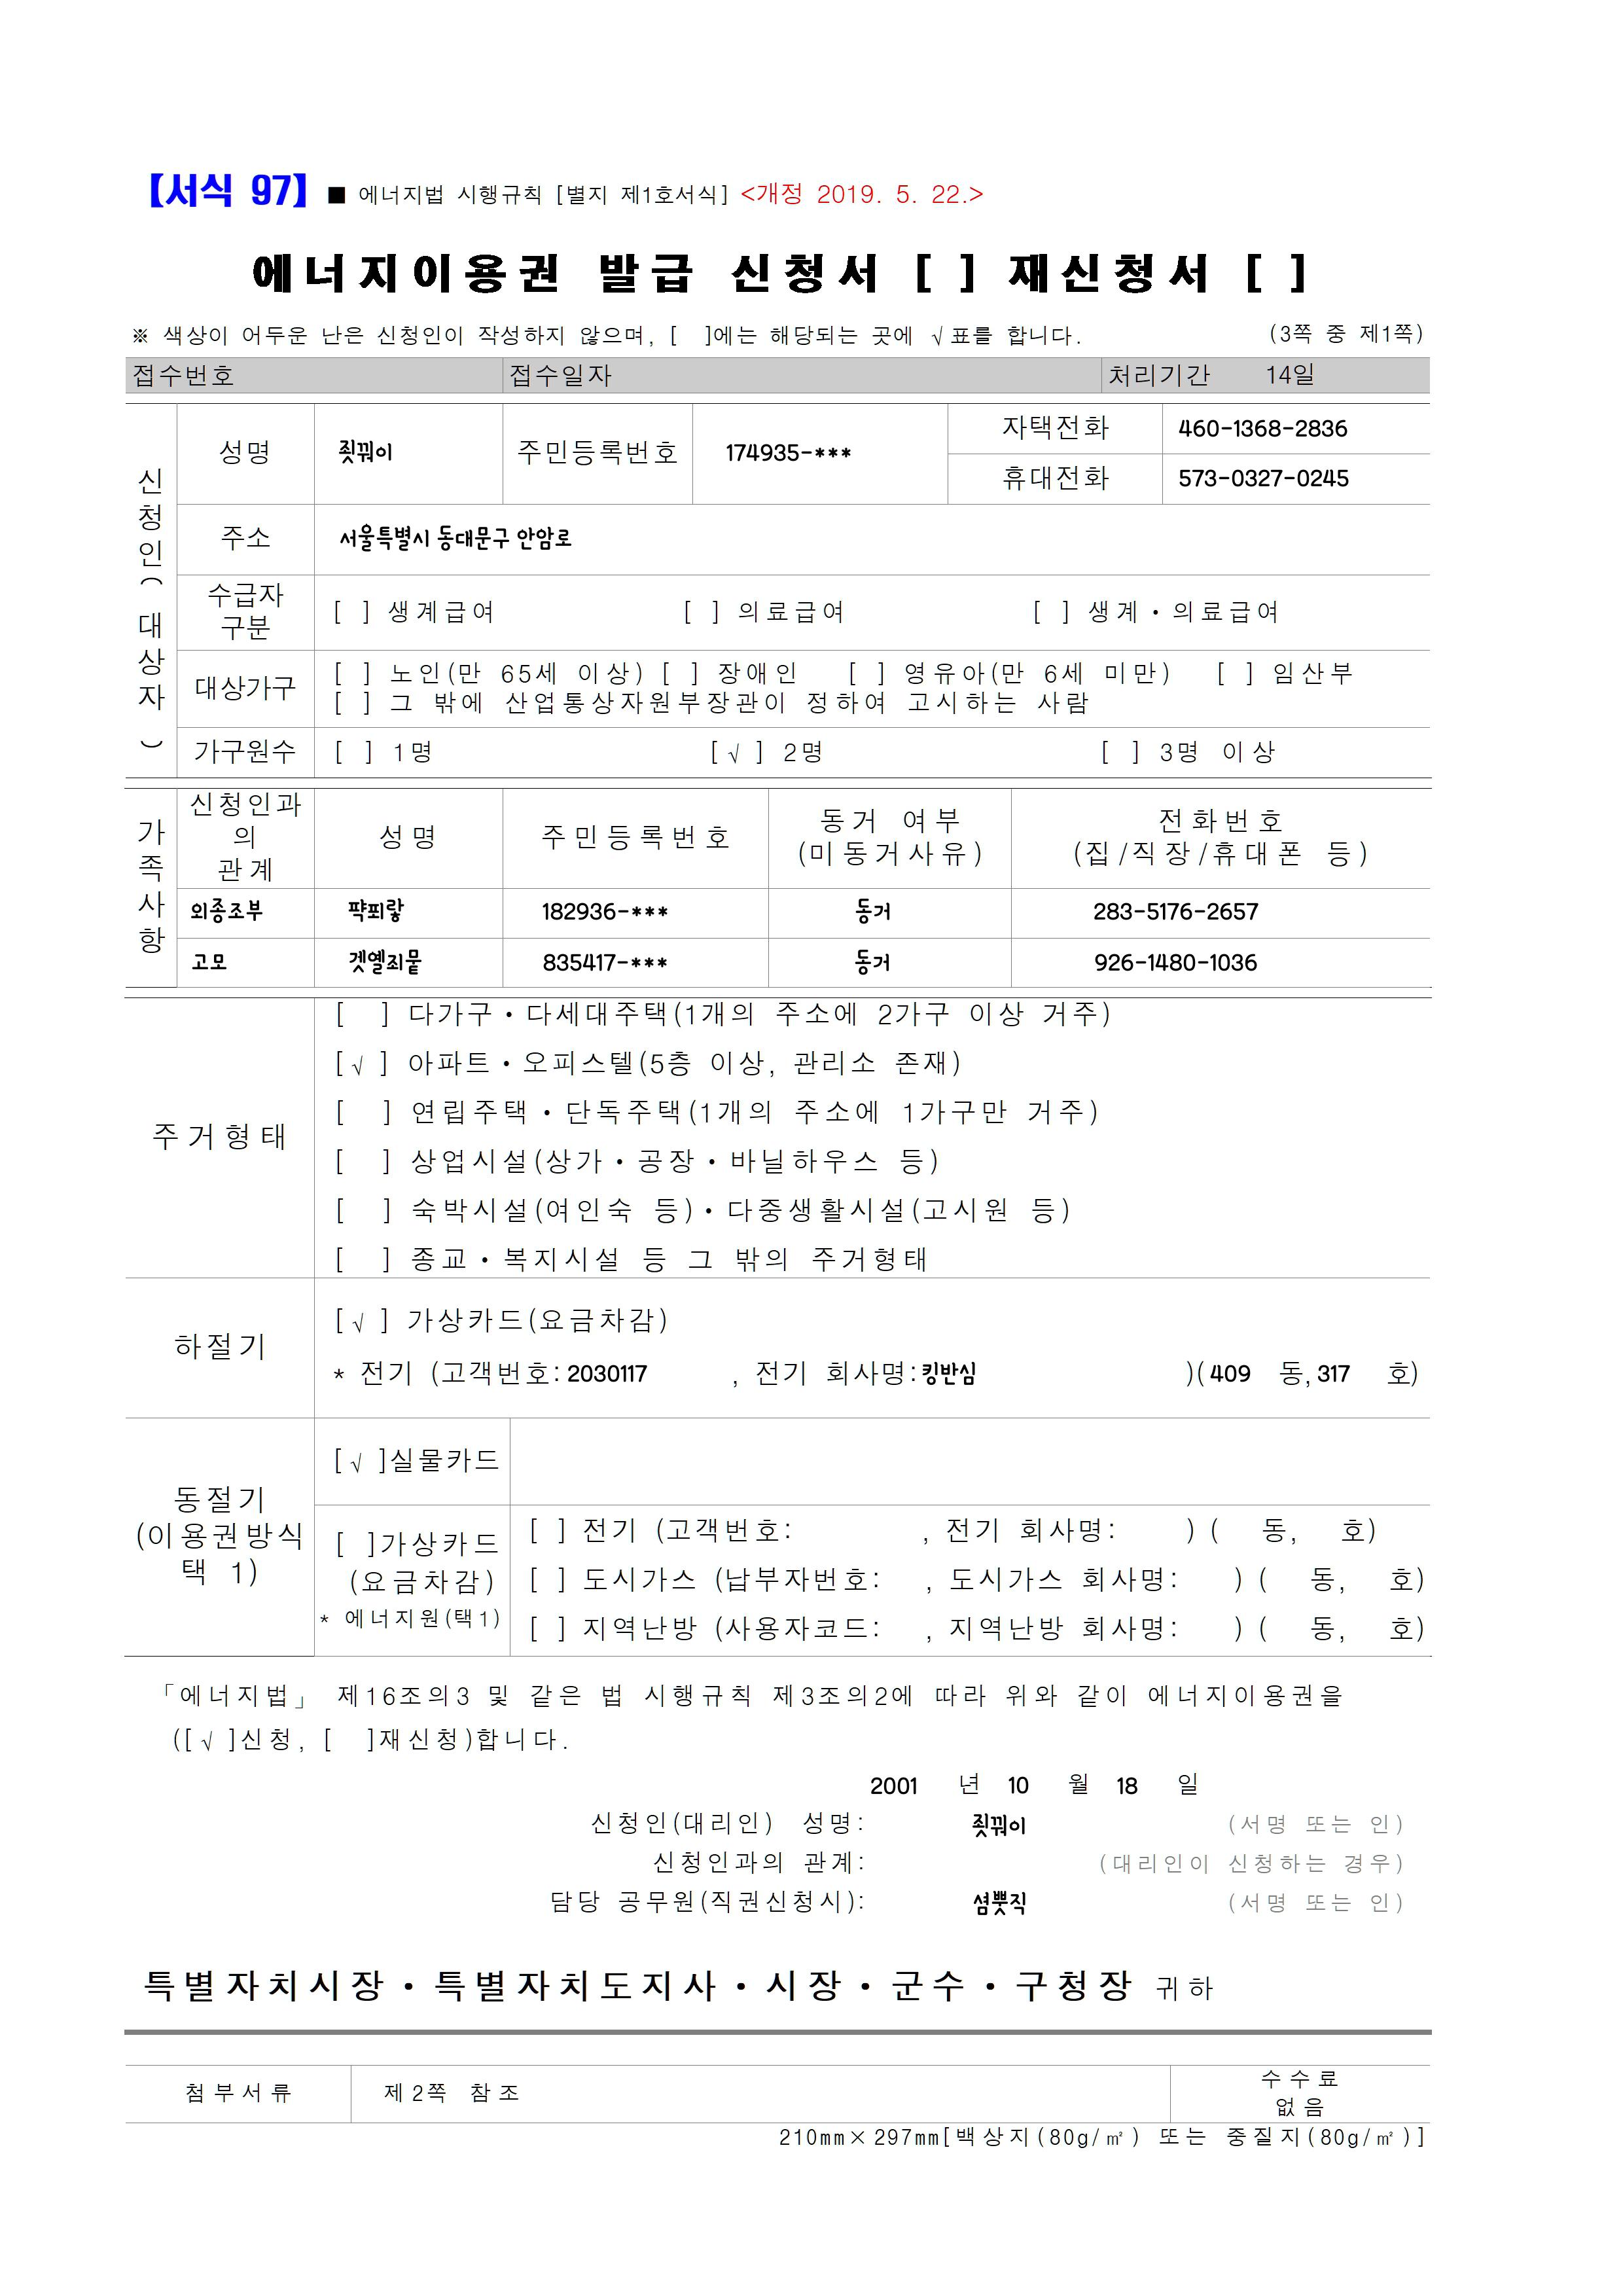 【서식 97】 ■ 에너지법 시행규칙 [별지 제1호서식] <개정 2019. 5. 22.>
에너지이용권 발급 신청서 [ ] 재신청서 [ ]
※ 색상이 어두운 난은 신청인이 작성하지 않으며, [ ]에는 해당되는 곳에 √표를 합니다. (3쪽 중 제1쪽)
접수번호 접수일자 처리기간 14일
신청인(대상자)
성명 죗꿔이 주민등록번호 174935-***
자택전화 460-1368-2836
휴대전화 573-0327-0245
주소 서울특별시 동대문구 안암로
수급자
구분
[ ] 생계급여 [ ] 의료급여 [ ] 생계·의료급여
대상가구
[ ] 노인(만 65세 이상) [ ] 장애인 [ ] 영유아(만 6세 미만) [ ] 임산부
[ ] 그 밖에 산업통상자원부장관이 정하여 고시하는 사람
가구원수 [ ] 1명 [√ ] 2명 [ ] 3명 이상
가족사항
신청인과
의
관계
성명 주민등록번호
동거 여부
(미동거사유)
전화번호
(집/직장/휴대폰 등)
외종조부 182936-*** 동거 283-5176-2657
고모 835417-*** 동거 926-1480-1036
주거형태
[ ] 다가구·다세대주택(1개의 주소에 2가구 이상 거주)
[√ ] 아파트·오피스텔(5층 이상, 관리소 존재)
[ ] 연립주택·단독주택(1개의 주소에 1가구만 거주)
[ ] 상업시설(상가·공장·바닐하우스 등)
[ ] 숙박시설(여인숙 등)·다중생활시설(고시원 등)
[ ] 종교·복지시설 등 그 밖의 주거형태
하절기
[√ ] 가상카드(요금차감)
* 전기 (고객번호: 2030117 , 전기 회사명: 킹반심 )( 409 동, 317 호)
동절기
(이용권방식
택 1)
[√ ]실물카드
[ ]가상카드
(요금차감)
* 에너지원(택1)
[ ] 전기 (고객번호: , 전기 회사명: ) ( 동, 호)
[ ] 도시가스 (납부자번호: , 도시가스 회사명: ) ( 동, 호)
[ ] 지역난방 (사용자코드: , 지역난방 회사명: ) ( 동, 호)
「에너지법」 제16조의3 및 같은 법 시행규칙 제3조의2에 따라 위와 같이 에너지이용권을
([√ ]신청, [ ]재신청)합니다.
2001 년 10 월 18 일
신청인(대리인) 성명: 죗꿔이 (서명 또는 인)
신청인과의 관계: (대리인이 신청하는 경우)
담당 공무원(직권신청시): 셤뿟직 (서명 또는 인)
특별자치시장·특별자치도지사·시장·군수·구청장 귀하
첨부서류 제2쪽 참조
수수료
없음
210mm×297mm[백상지(80g/㎡) 또는 중질지(80g/㎡)]